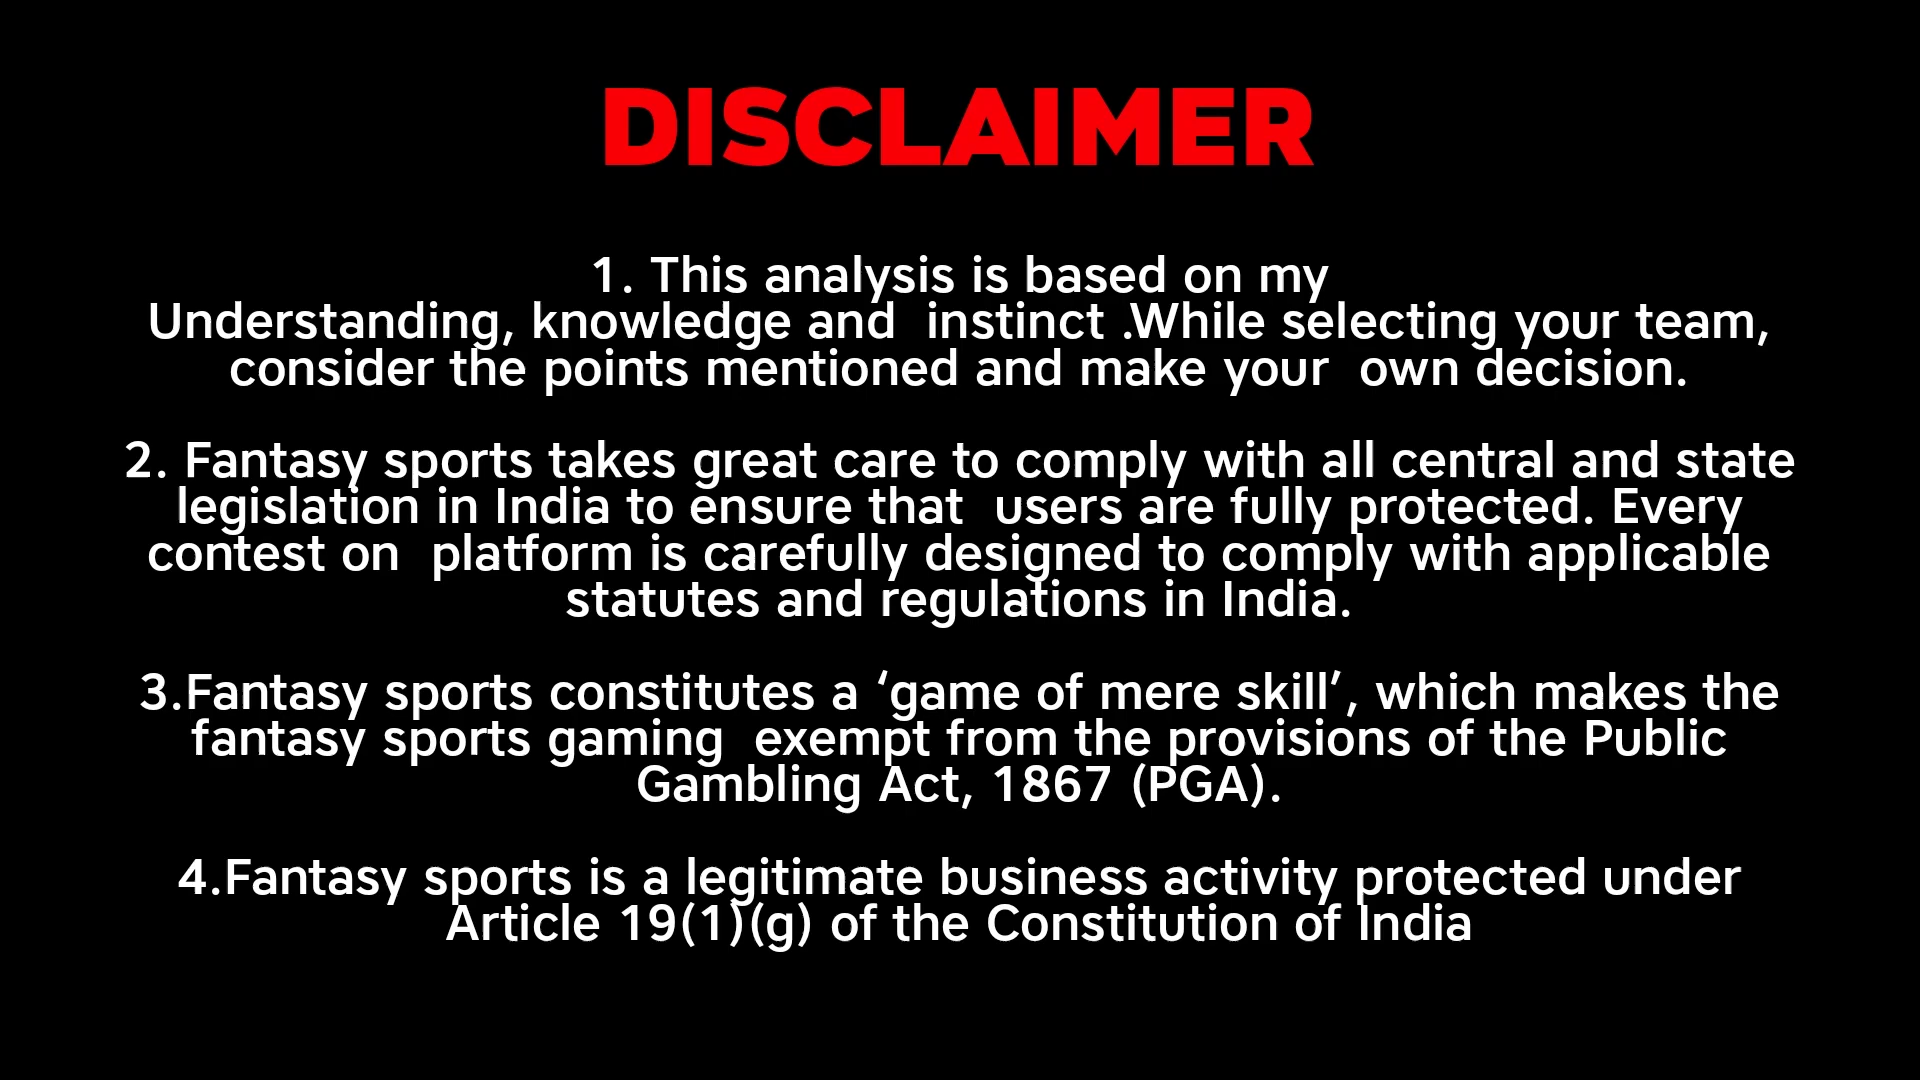 DISCLAIMER
1. This analysis is based on my
Understanding, knowledge and  instinct .While selecting your team,
consider the points mentioned and make your  own decision.
2. Fantasy sports takes great care to comply with all central and state
legislation in India to ensure that  users are fully protected. Every
contest on  platform is carefully designed to comply with applicable
statutes and regulations in India.
3.Fantasy sports constitutes a ‘game of mere skill’, which makes the
fantasy sports gaming  exempt from the provisions of the Public
Gambling Act, 1867 (PGA).
4.Fantasy sports is a legitimate business activity protected under
Article 19(1)(g) of the Constitution of India